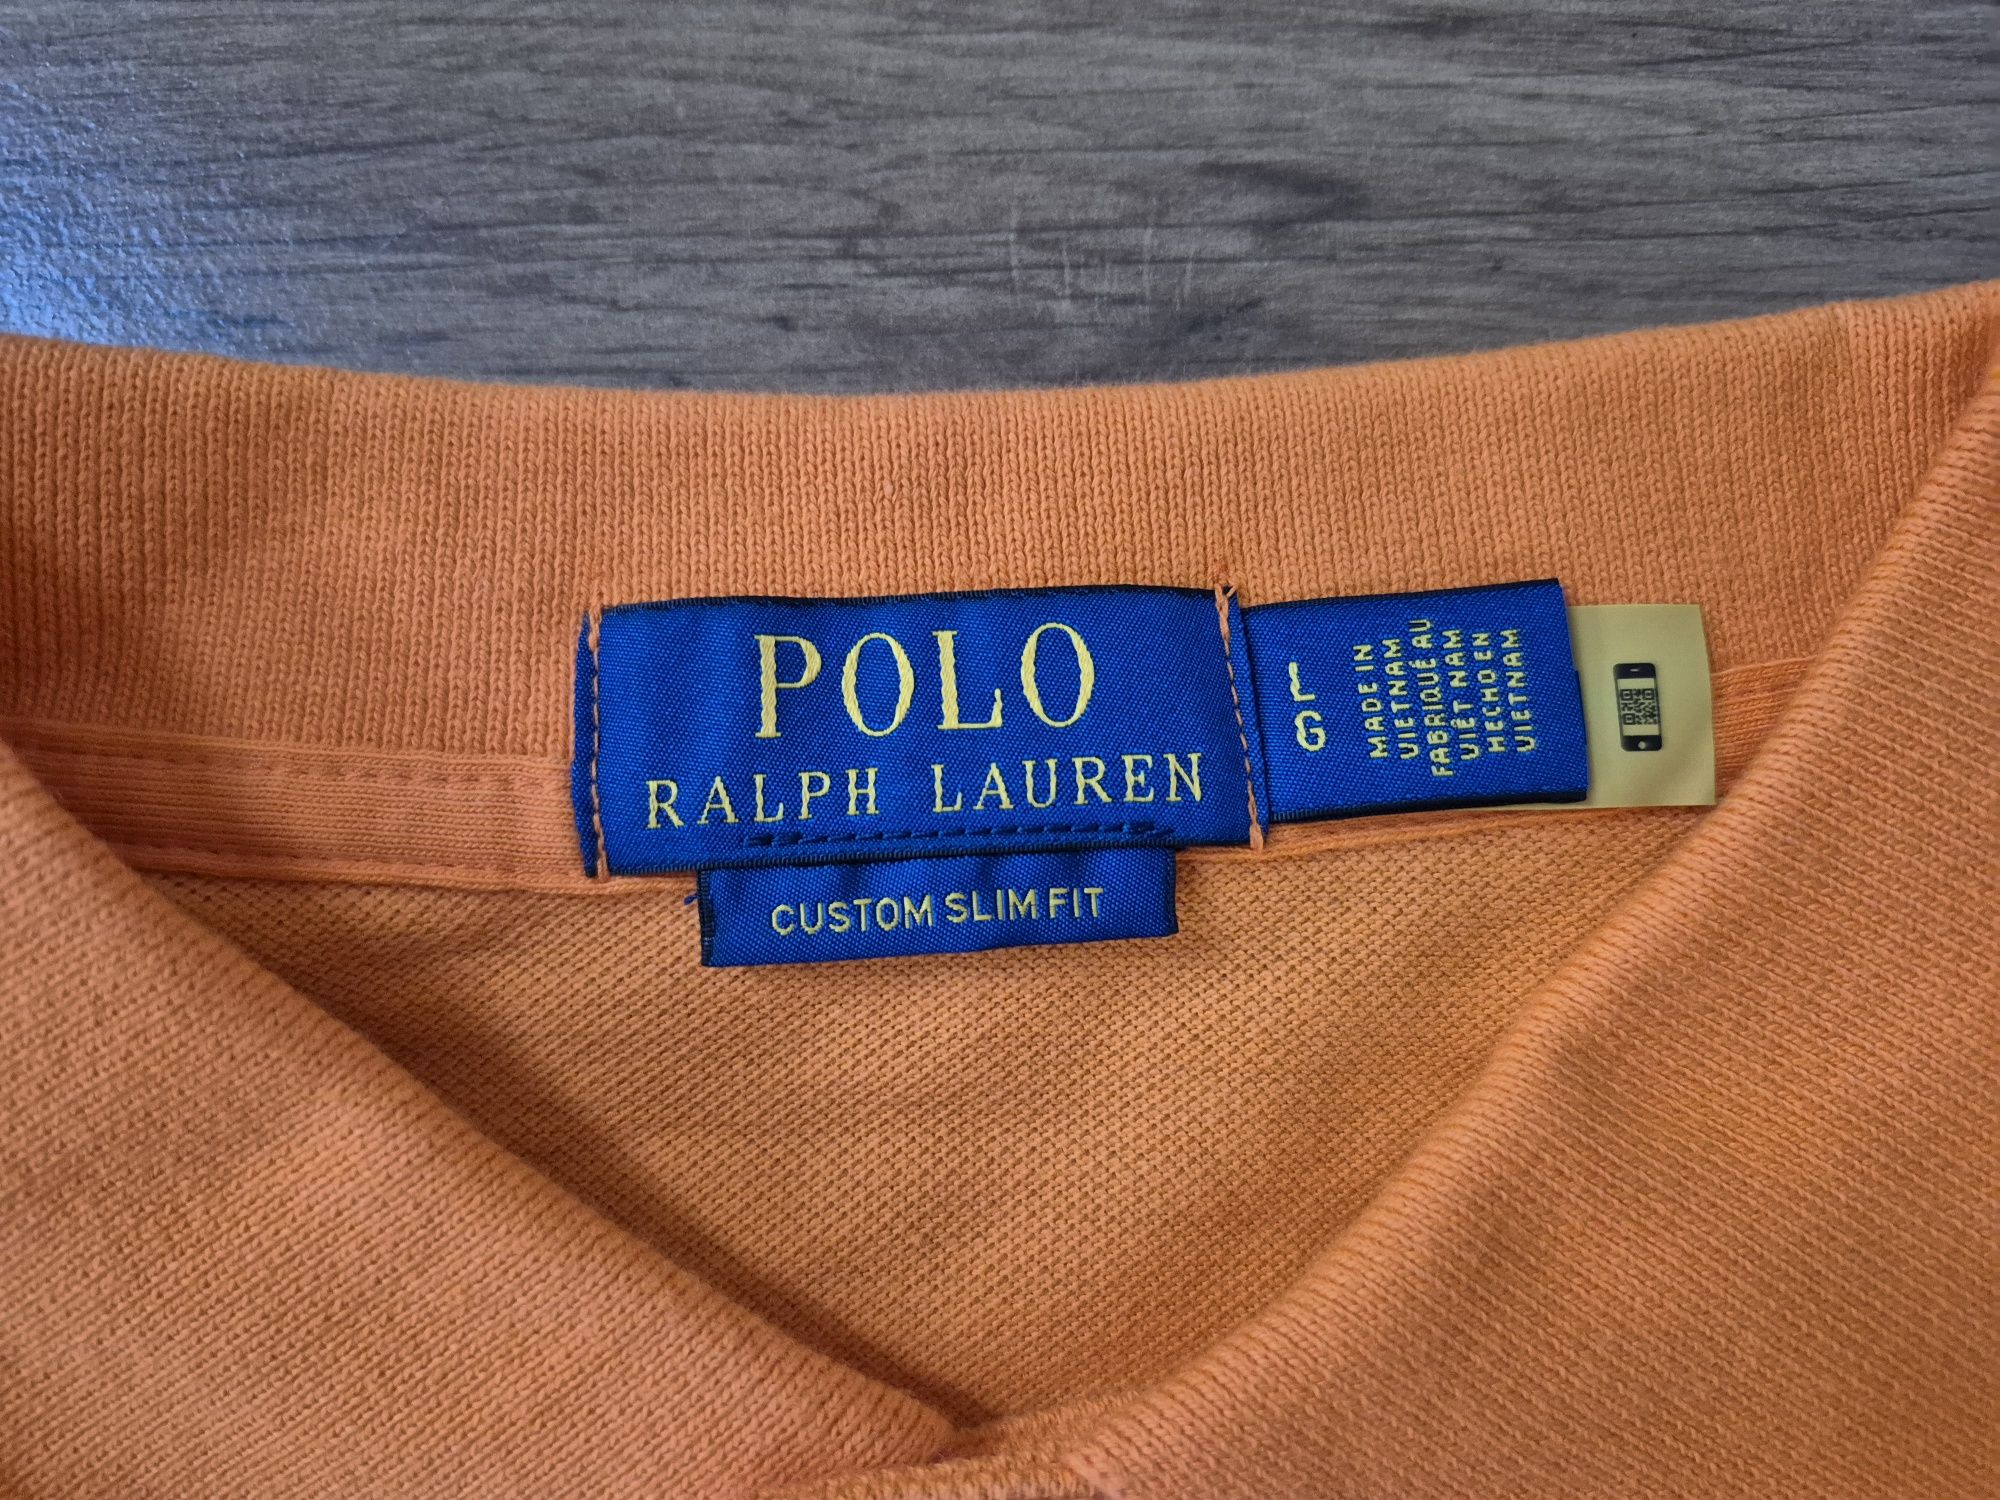 POLO
RALPH LAUREN
CUSTOM SLIM FIT
L
G
MADE IN
VIETNAM
FABRIQUÉ AU
VIÊT NAM
HECHO EN
VIETNAM